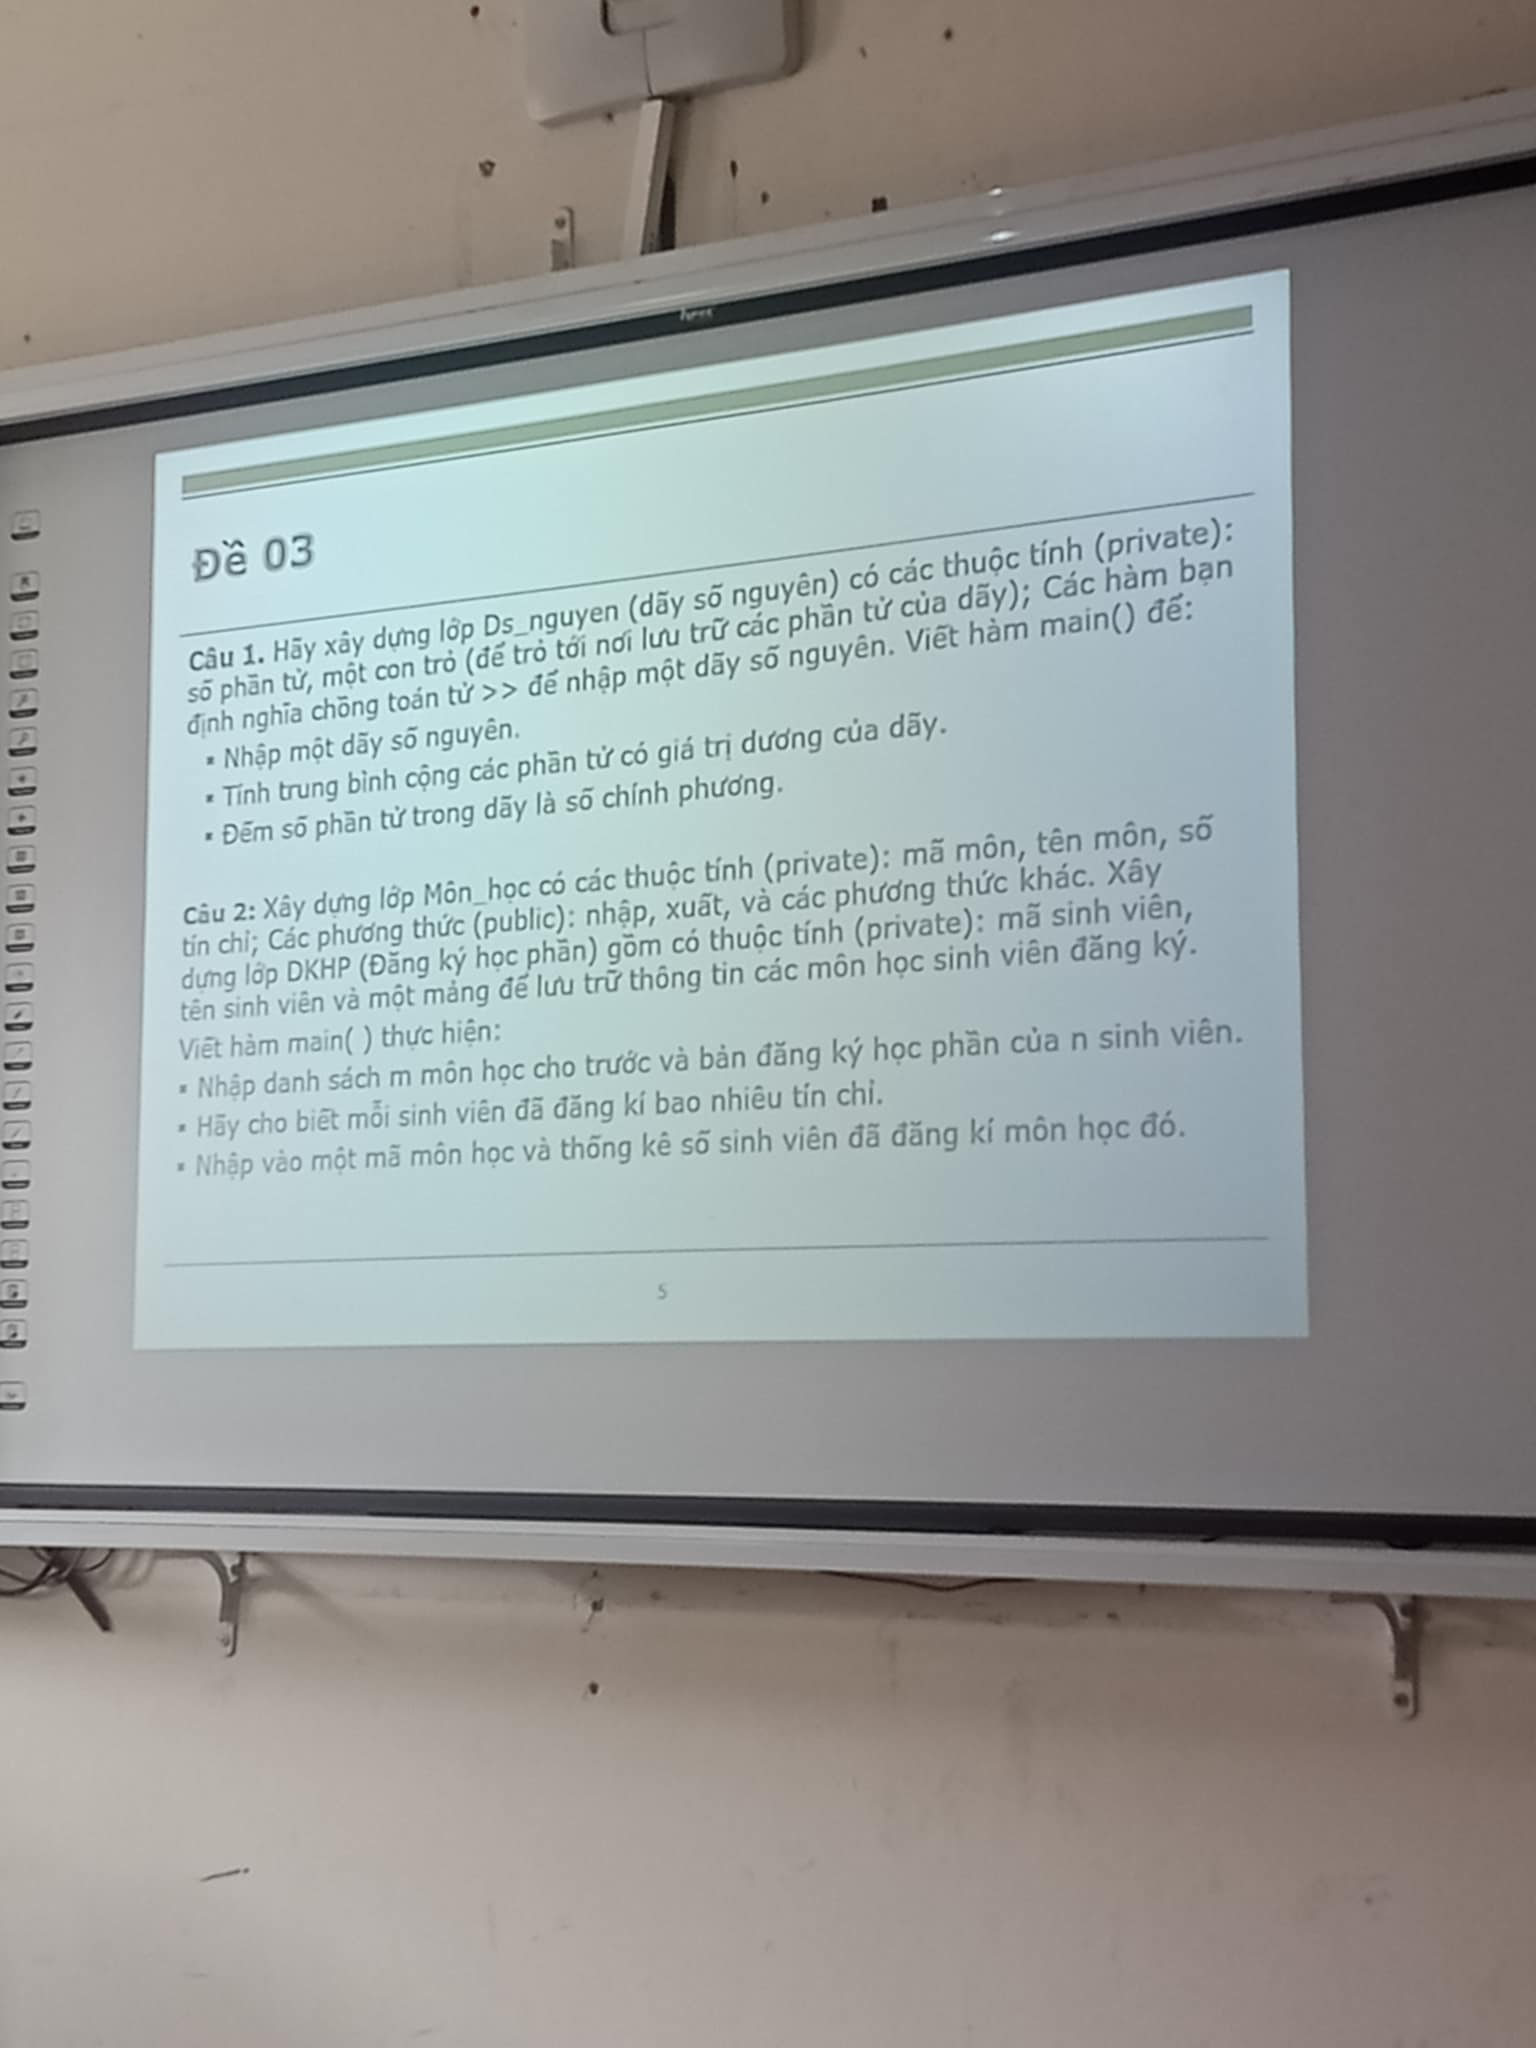 Đề 03
Câu 1. Hãy xây dựng lớp Ds_nguyen (dãy số nguyên) có các thuộc tính (private):
số phần tử, một con trỏ (để trỏ tới nơi lưu trữ các phần tử của dãy); Các hàm bạn
định nghĩa chồng toán tử >> để nhập một dãy số nguyên. Viết hàm main() để:
▪ Nhập một dãy số nguyên.
▪ Tính trung bình cộng các phần tử có giá trị dương của dãy.
▪ Đếm số phần tử trong dãy là số chính phương.
Câu 2: Xây dựng lớp Môn_học có các thuộc tính (private): mã môn, tên môn, số
tín chỉ; Các phương thức (public): nhập, xuất, và các phương thức khác. Xây
dựng lớp DKHP (Đăng ký học phần) gồm có thuộc tính (private): mã sinh viên,
tên sinh viên và một mảng để lưu trữ thông tin các môn học sinh viên đăng ký.
Viết hàm main( ) thực hiện:
▪ Nhập danh sách m môn học cho trước và bản đăng ký học phần của n sinh viên.
▪ Hãy cho biết mỗi sinh viên đã đăng kí bao nhiêu tín chỉ.
▪ Nhập vào một mã môn học và thống kê số sinh viên đã đăng kí môn học đó.
5